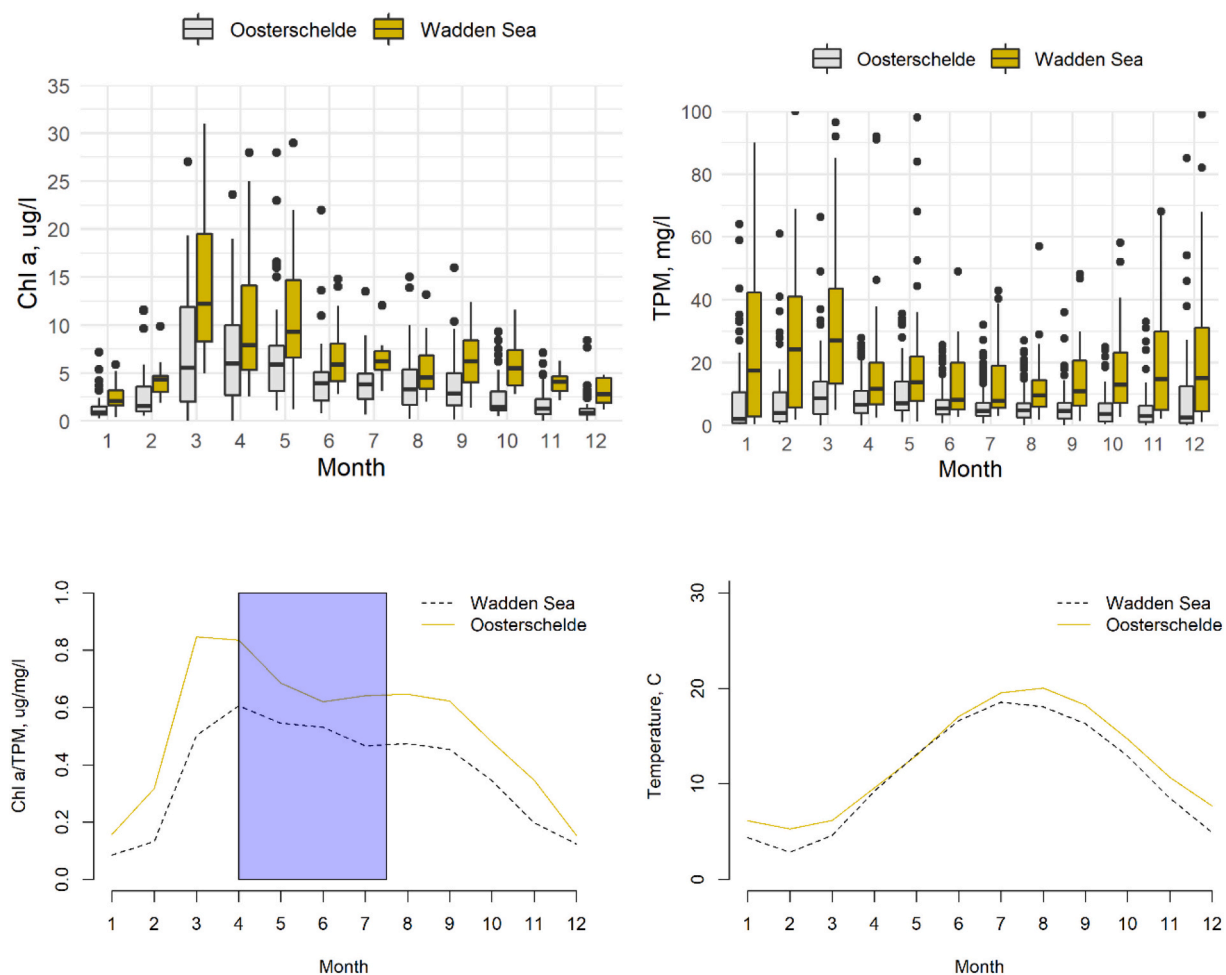 Oosterschelde Wadden Sea
Chl a, ug/l
35
30
25
20
15
10
5
0
1 2 3 4 5 6 7 8 9 10 11 12
Month
Oosterschelde Wadden Sea
TPM, mg/l
100
80
60
40
20
0
1 2 3 4 5 6 7 8 9 10 11 12
Month
Chl a/TPM, ug/mg/l
1.0
0.8
0.6
0.4
0.2
0.0
Wadden Sea
Oosterschelde
1 2 3 4 5 6 7 8 9 10 11 12
Month
Temperature, C
30
20
10
0
Wadden Sea
Oosterschelde
1 2 3 4 5 6 7 8 9 10 11 12
Month